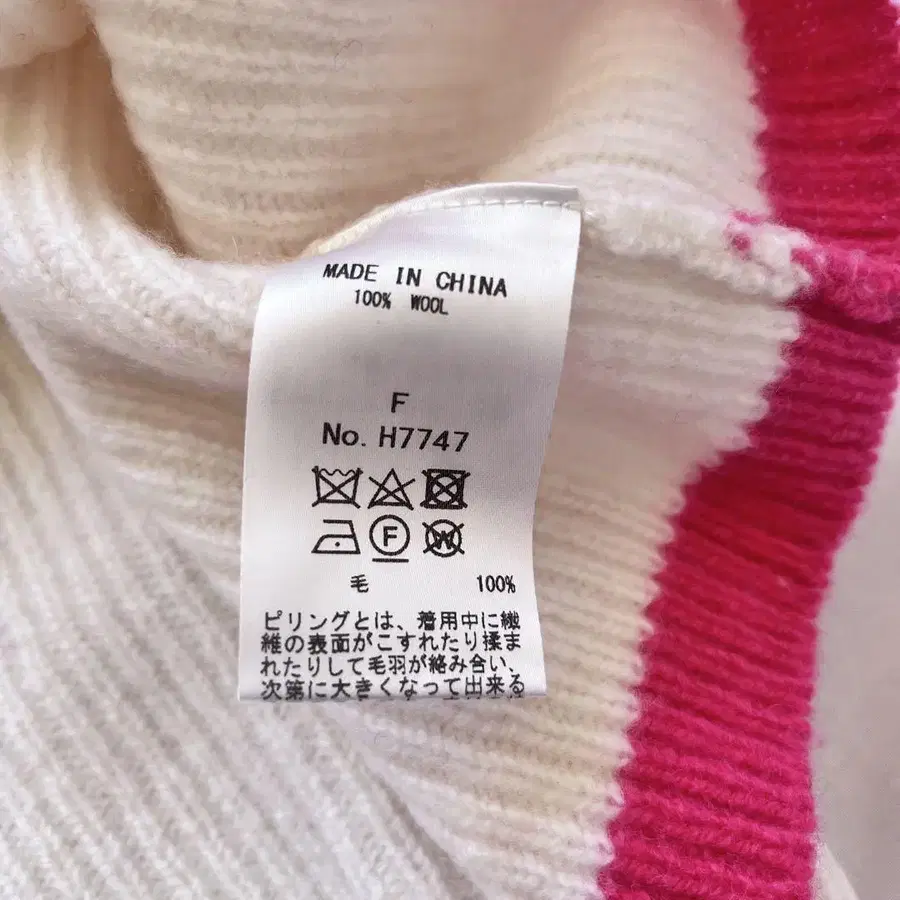 MADE IN CHINA
100% WOOL
F
No. H7747
F W
毛 100%
ピリングとは、着用中に繊
維の表面がこすれたり揉ま
れたりして毛羽が絡み合い、
次第に大きくなって出来る